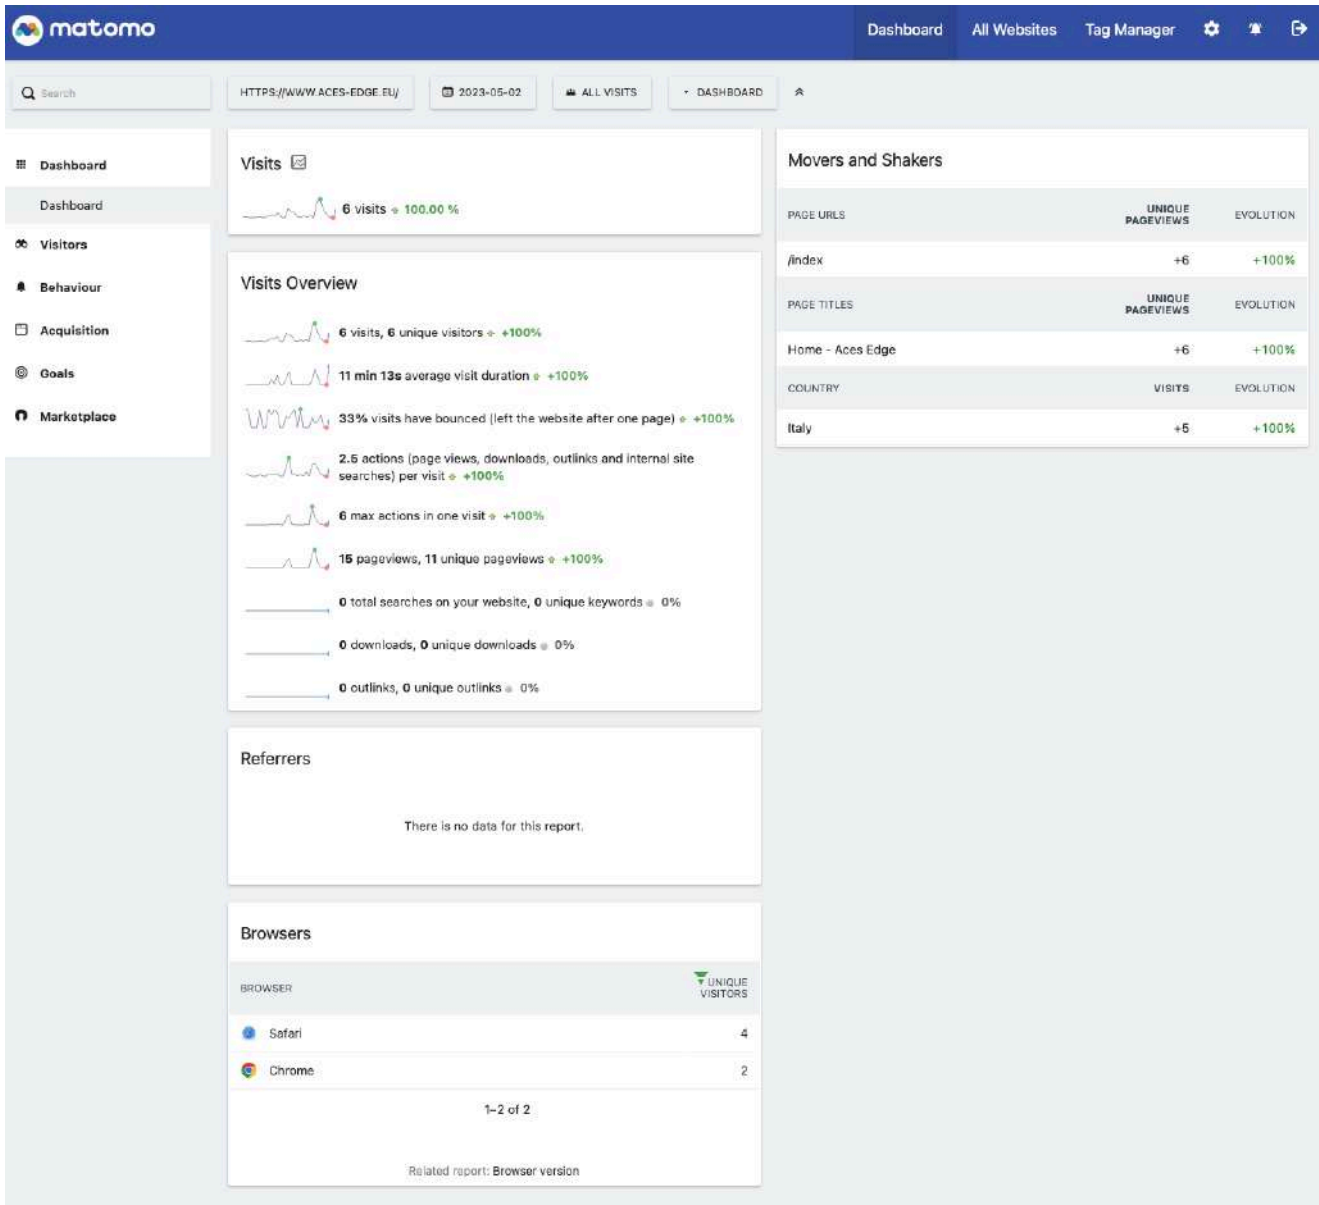 matomo
Dashboard All Websites Tag Manager
Search
HTTPS://WWW.ACES-EDGE.EU/ 2023-05-02 ALL VISITS DASHBOARD
Dashboard
Dashboard
Visitors
Behaviour
Acquisition
Goals
Marketplace
Visits
6 visits 100.00 %
Visits Overview
6 visits, 6 unique visitors +100%
11 min 13s average visit duration +100%
33% visits have bounced (left the website after one page) +100%
2.5 actions (page views, downloads, outlinks and internal site
searches) per visit +100%
6 max actions in one visit +100%
15 pageviews, 11 unique pageviews +100%
0 total searches on your website, 0 unique keywords 0%
0 downloads, 0 unique downloads 0%
0 outlinks, 0 unique outlinks 0%
Referrers
There is no data for this report.
Browsers
BROWSER UNIQUE
VISITORS
Safari 4
Chrome 2
1–2 of 2
Related report: Browser version
Movers and Shakers
PAGE URLS UNIQUE
PAGEVIEWS EVOLUTION
/index +6 +100%
PAGE TITLES UNIQUE
PAGEVIEWS EVOLUTION
Home - Aces Edge +6 +100%
COUNTRY VISITS EVOLUTION
Italy +5 +100%